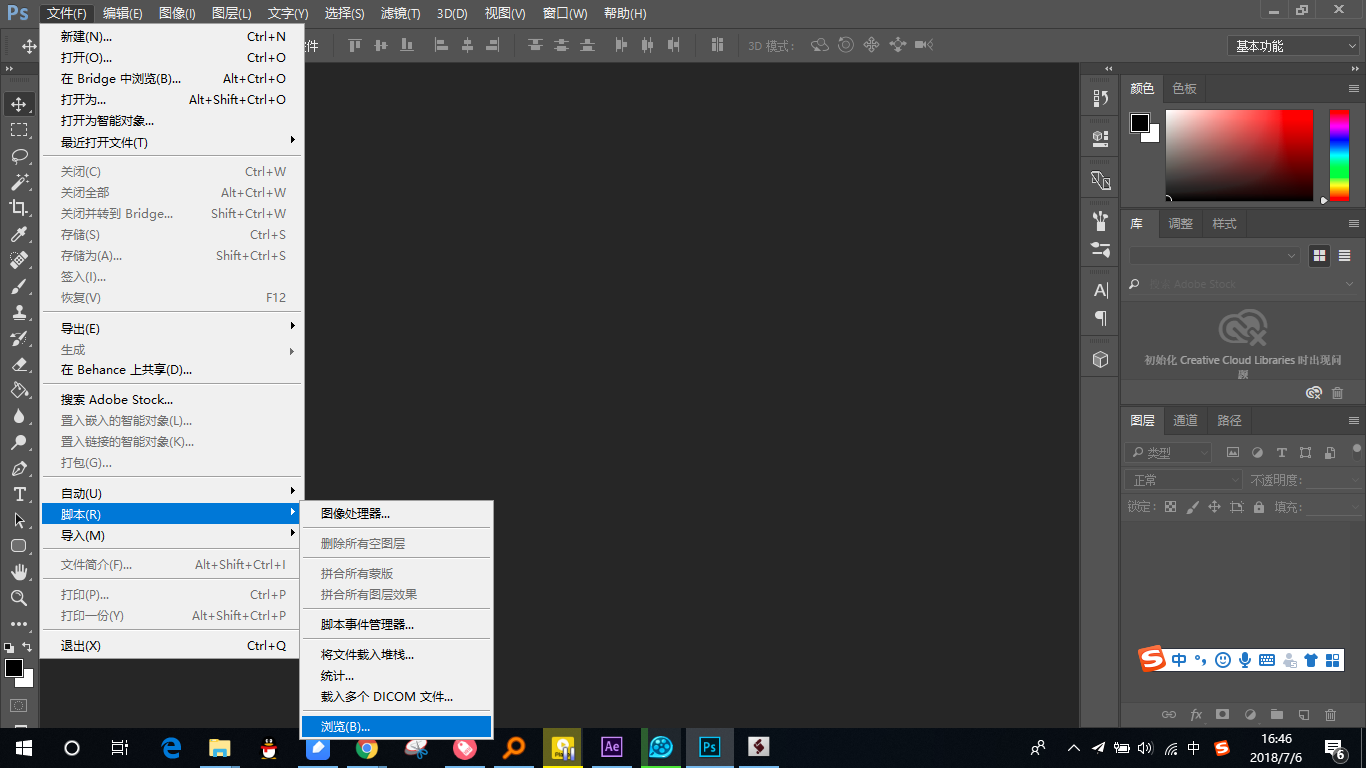 Ps 文件(F) 编辑(E) 图像(I) 图层(L) 文字(Y) 选择(S) 滤镜(T) 3D(D) 视图(V) 窗口(W) 帮助(H)
件 3D 模式: 基本功能
新建(N)... Ctrl+N
打开(O)... Ctrl+O
在 Bridge 中浏览(B)... Alt+Ctrl+O
打开为... Alt+Shift+Ctrl+O
打开为智能对象...
最近打开文件(T)
关闭(C) Ctrl+W
关闭全部 Alt+Ctrl+W
关闭并转到 Bridge... Shift+Ctrl+W
存储(S) Ctrl+S
存储为(A)... Shift+Ctrl+S
签入(I)...
恢复(V) F12
导出(E)
生成
在 Behance 上共享(D)...
搜索 Adobe Stock...
置入嵌入的智能对象(L)...
置入链接的智能对象(K)...
打包(G)...
自动(U)
脚本(R)
导入(M)
文件简介(F)... Alt+Shift+Ctrl+I
打印(P)... Ctrl+P
打印一份(Y) Alt+Shift+Ctrl+P
退出(X) Ctrl+Q
图像处理器...
删除所有空图层
拼合所有蒙版
拼合所有图层效果
脚本事件管理器...
将文件载入堆栈...
统计...
载入多个 DICOM 文件...
浏览(B)...
颜色 色板
库 调整 样式
搜索 Adobe Stock
初始化 Creative Cloud Libraries 时出现问
题
图层 通道 路径
类型
正常 不透明度:
锁定: 填充:
中
Ae Ps 中 16:46
2018/7/6
6